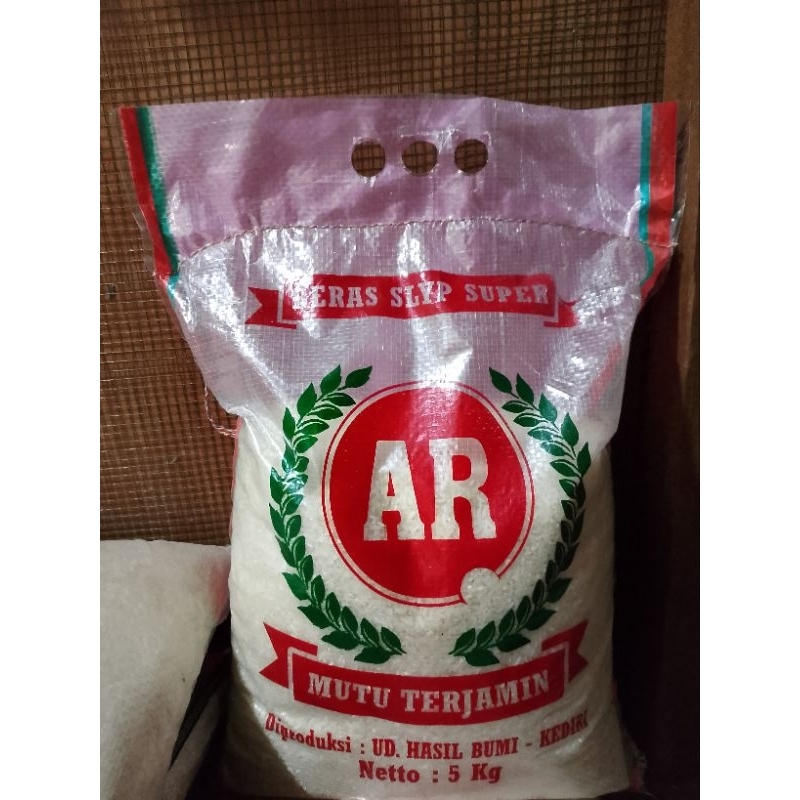 BERAS SLYP SUPER
AR
MUTU TERJAMIN
Diproduksi : UD. HASIL BUMI - KEDIRI
Netto : 5 Kg